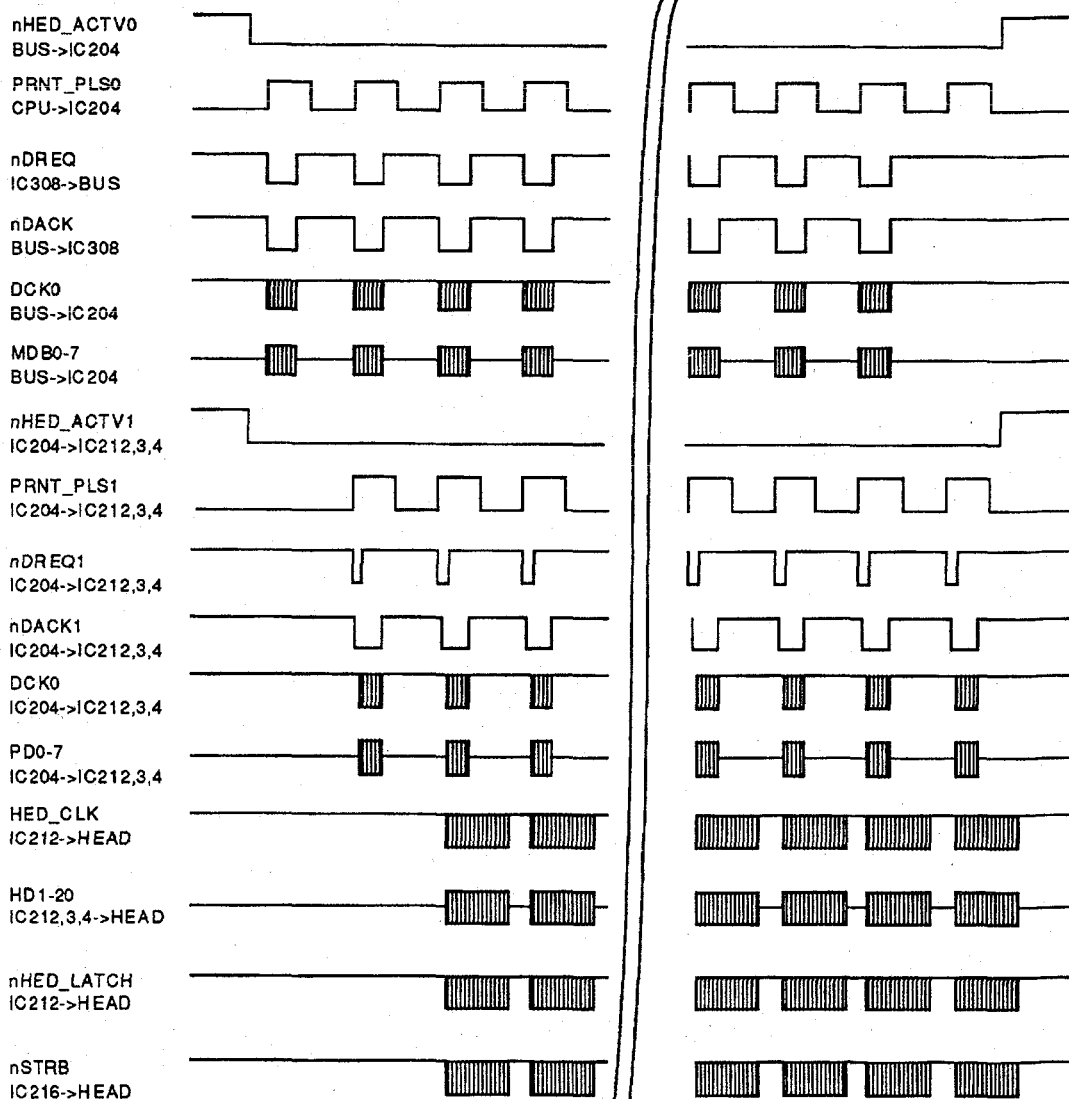 nHED_ACTV0
BUS->IC204
PRNT_PLS0
CPU->IC204
nDREQ
IC308->BUS
nDACK
BUS->IC308
DCK0
BUS->IC204
MDB0-7
BUS->IC204
nHED_ACTV1
IC204->IC212,3,4
PRNT_PLS1
IC204->IC212,3,4
nDREQ1
IC204->IC212,3,4
nDACK1
IC204->IC212,3,4
DCK0
IC204->IC212,3,4
PD0-7
IC204->IC212,3,4
HED_CLK
IC212->HEAD
HD1-20
IC212,3,4->HEAD
nHED_LATCH
IC212->HEAD
nSTRB
IC216->HEAD